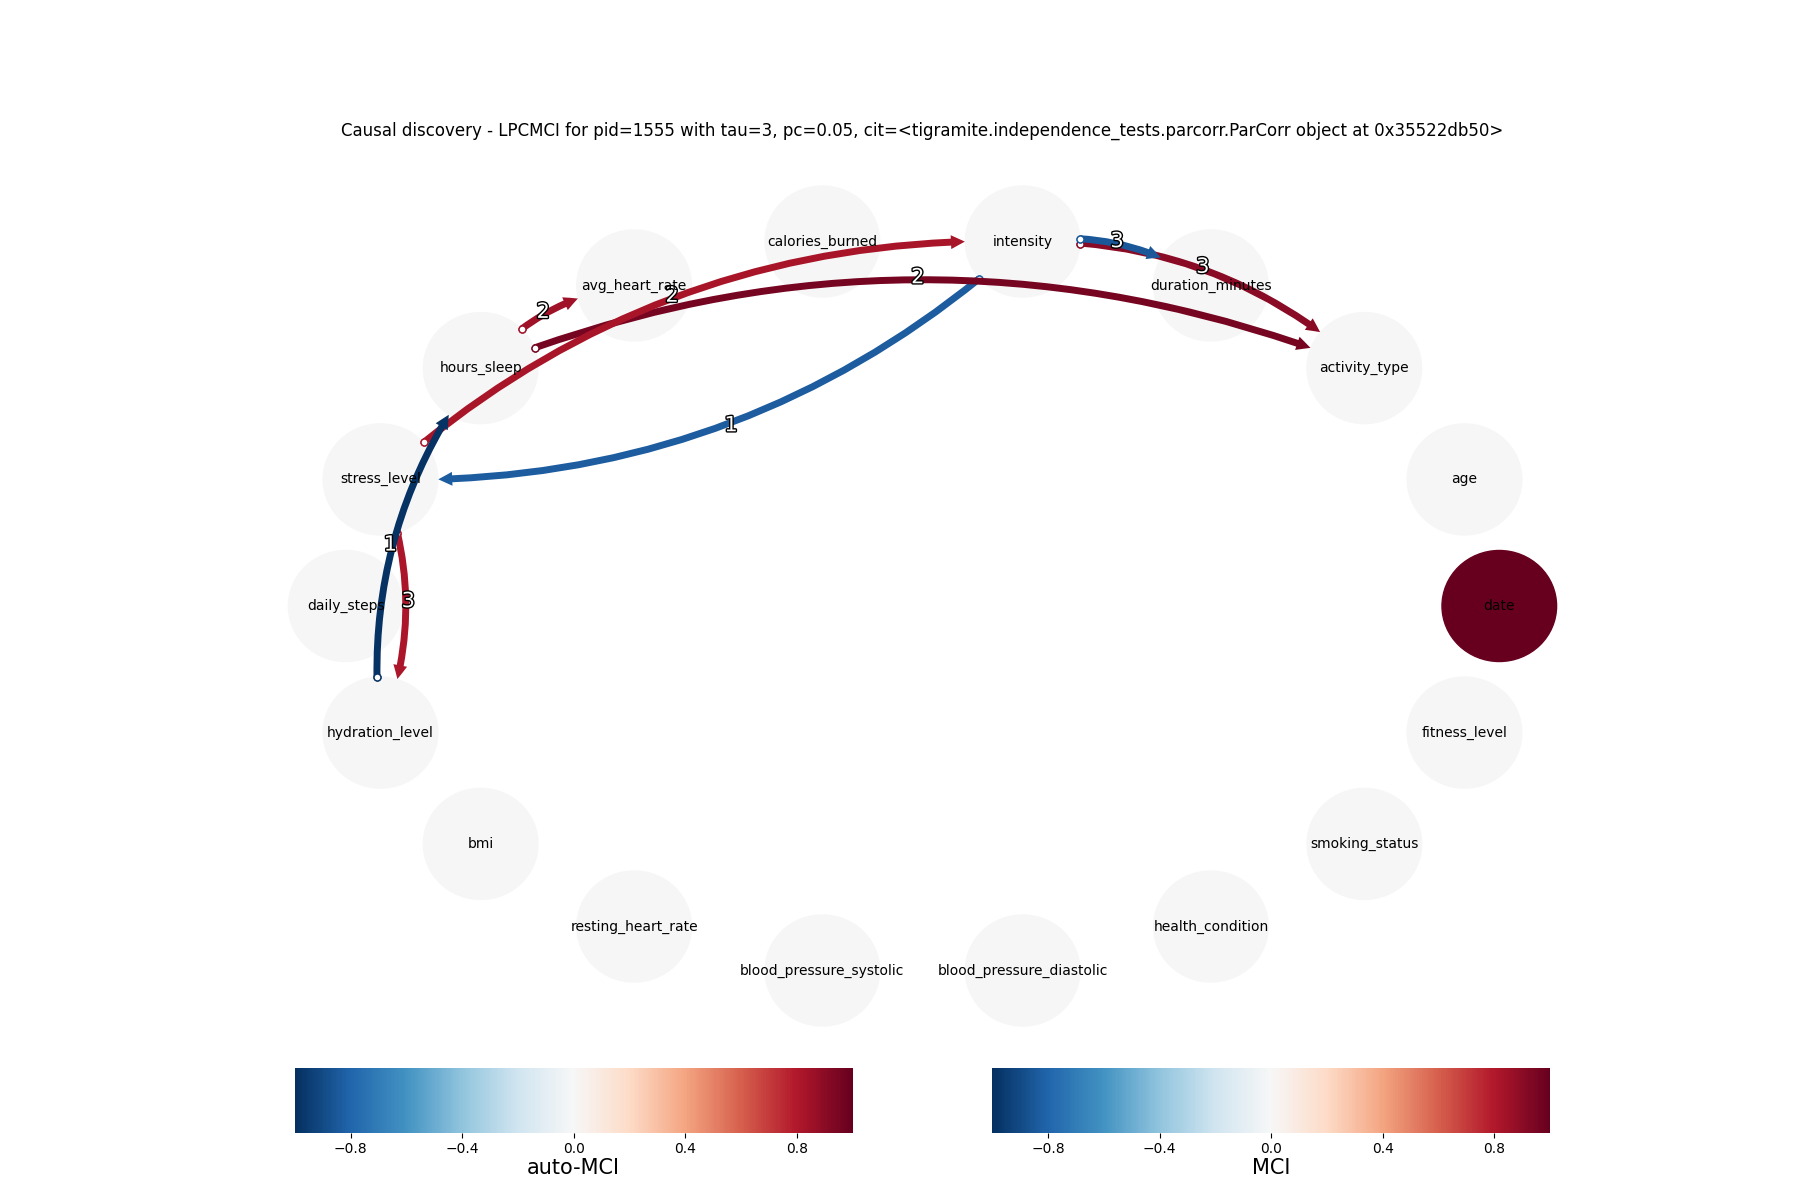 Causal discovery - LPCMCI for pid=1555 with tau=3, pc=0.05, cit=<tigramite.independence_tests.parcorr.ParCorr object at 0x35522db50>
calories_burned
intensity
3
3
avg_heart_rate
2
2
2
duration_minutes
hours_sleep
activity_type
1
stress_level
age
1
3
daily_steps
date
hydration_level
fitness_level
bmi
smoking_status
resting_heart_rate
health_condition
blood_pressure_systolic
blood_pressure_diastolic
−0.8 −0.4 0.0 0.4 0.8
auto-MCI
−0.8 −0.4 0.0 0.4 0.8
MCI